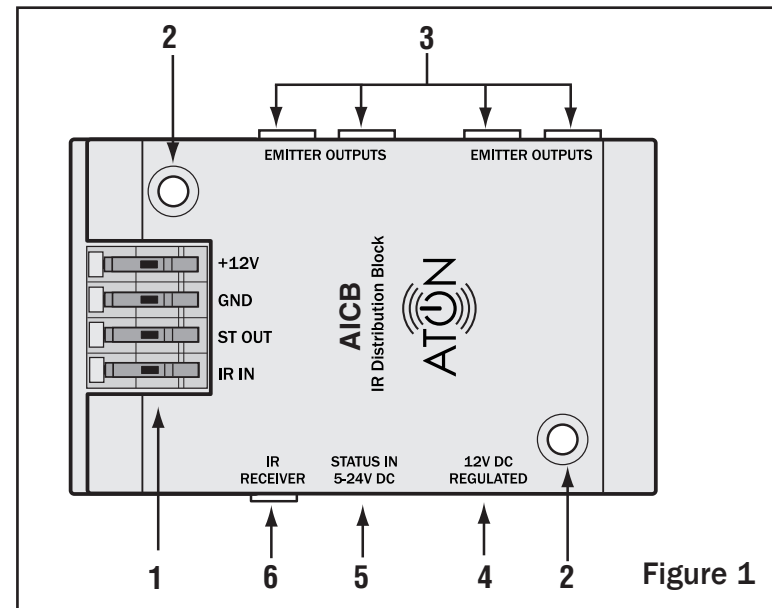 2
3
EMITTER OUTPUTS
EMITTER OUTPUTS
+12V
GND
ST OUT
IR IN
AICB
IR Distribution Block
ATON
IR
RECEIVER
STATUS IN
5-24V DC
12V DC
REGULATED
1
6
5
4
2
Figure 1